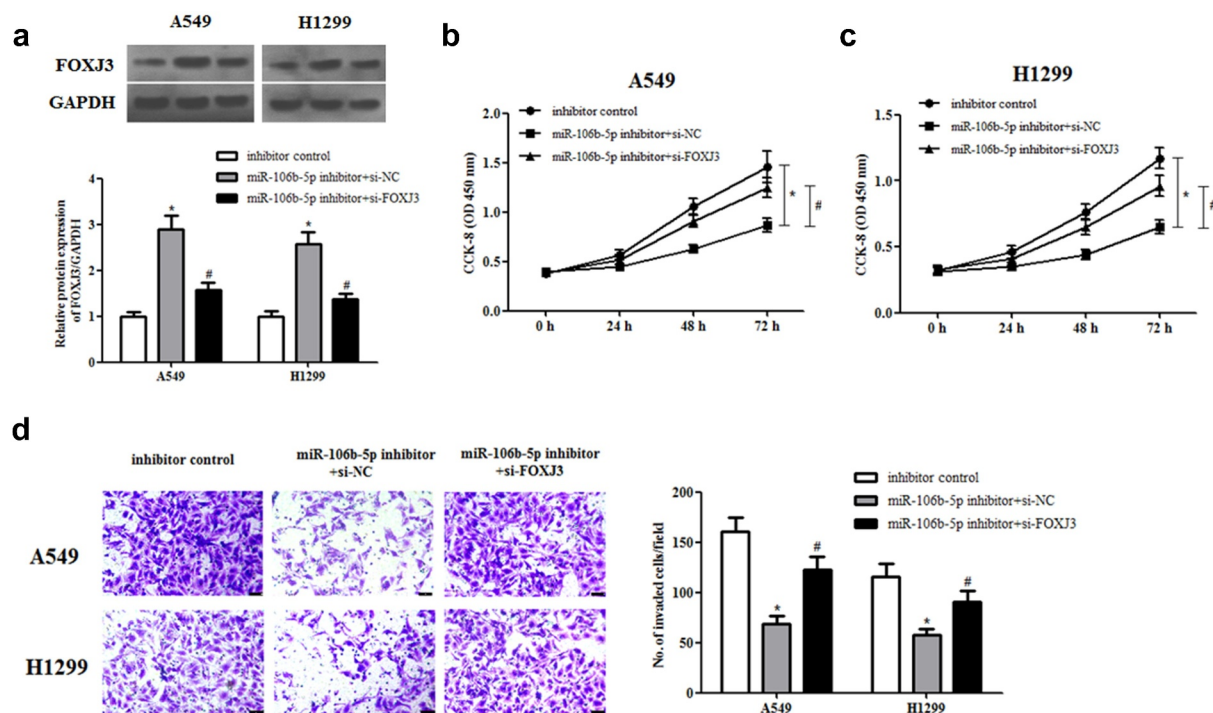 a
A549
H1299
FOXJ3
GAPDH
inhibitor control
miR-106b-5p inhibitor+si-NC
miR-106b-5p inhibitor+si-FOXJ3
Relative protein expression
of FOXJ3/GAPDH
4
3
2
1
0
*
#
*
#
A549
H1299
b
A549
inhibitor control
miR-106b-5p inhibitor+si-NC
miR-106b-5p inhibitor+si-FOXJ3
CCK-8 (OD 450 nm)
2.0
1.5
1.0
0.5
0.0
* #
0 h 24 h 48 h 72 h
c
H1299
inhibitor control
miR-106b-5p inhibitor+si-NC
miR-106b-5p inhibitor+si-FOXJ3
CCK-8 (OD 450 nm)
1.5
1.0
0.5
0.0
* #
0 h 24 h 48 h 72 h
d
inhibitor control
miR-106b-5p inhibitor
+si-NC
miR-106b-5p inhibitor
+si-FOXJ3
A549
H1299
inhibitor control
miR-106b-5p inhibitor+si-NC
miR-106b-5p inhibitor+si-FOXJ3
No. of invaded cells/field
200
150
100
50
0
*
#
*
#
A549
H1299